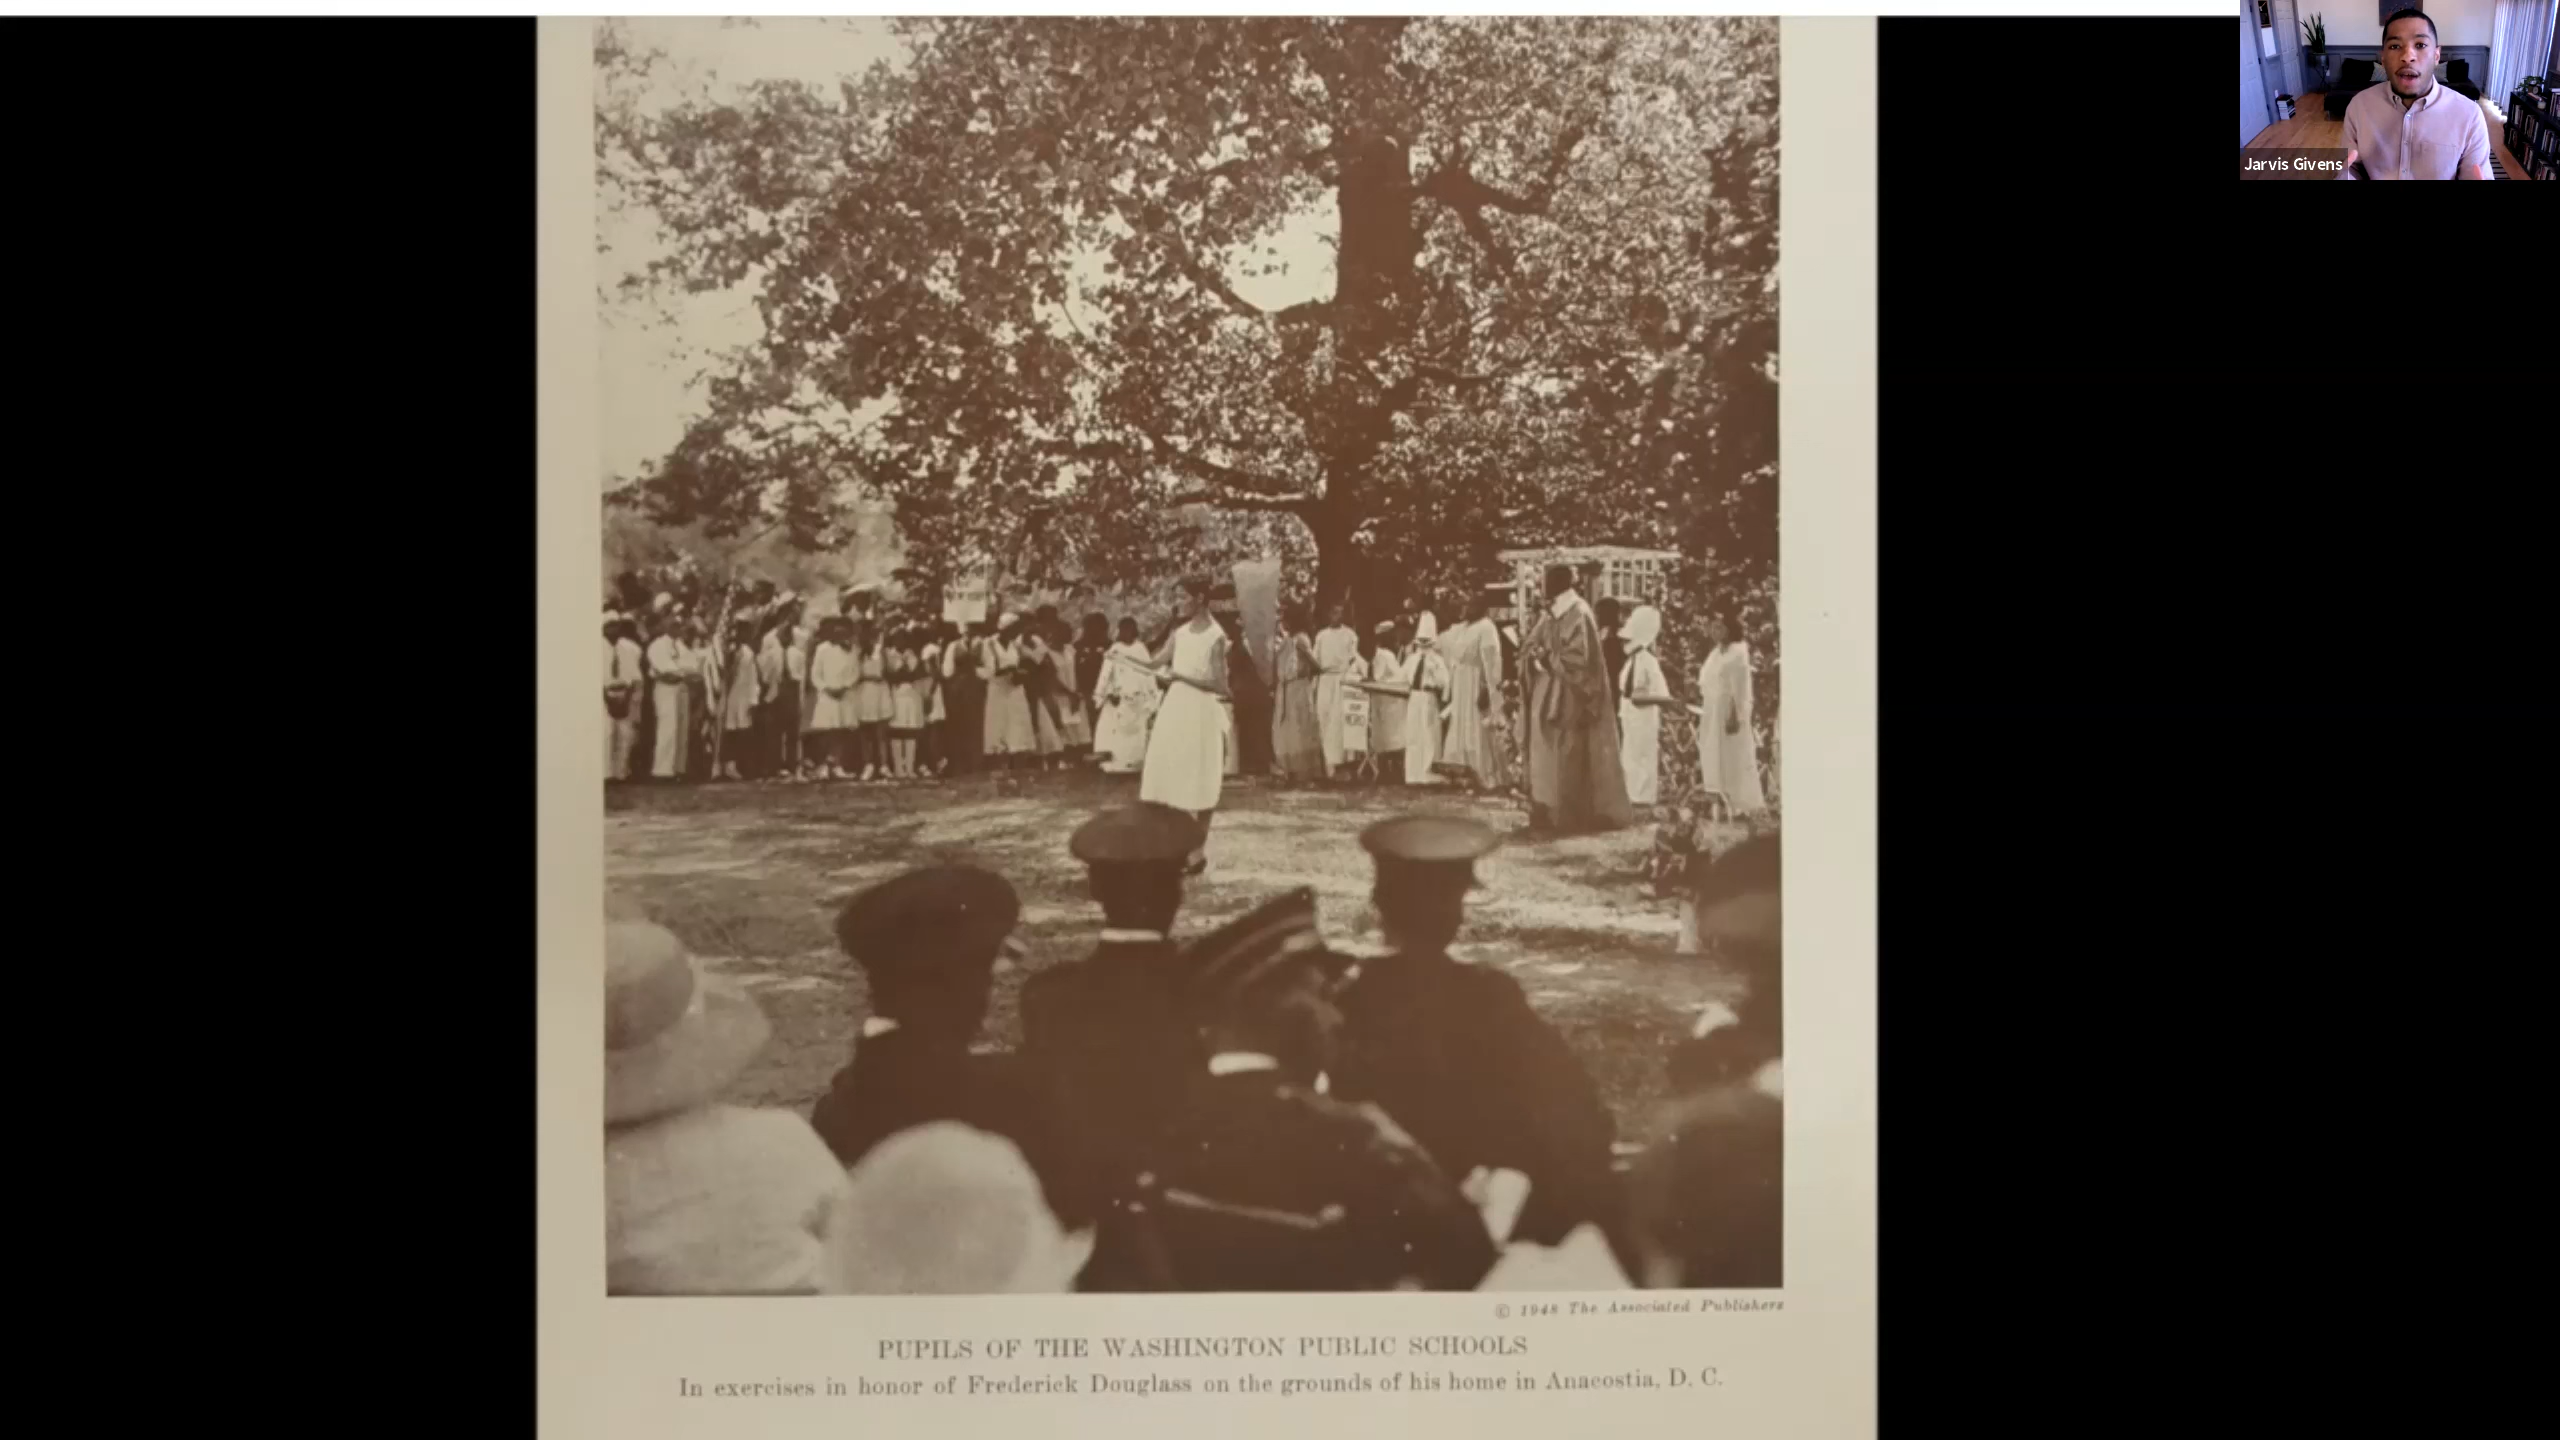 Jarvis Givens
© 1948 The Associated Publishers
PUPILS OF THE WASHINGTON PUBLIC SCHOOLS
In exercises in honor of Frederick Douglass on the grounds of his home in Anacostia, D. C.